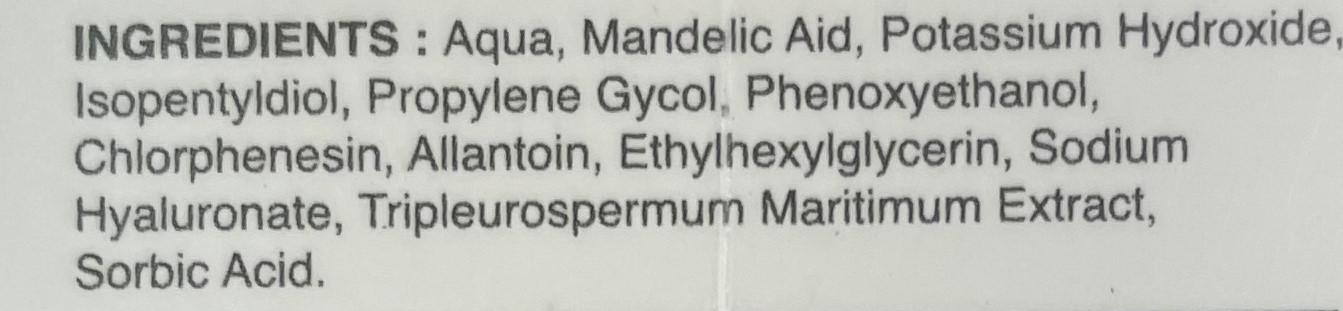 INGREDIENTS : Aqua, Mandelic Aid, Potassium Hydroxide,
Isopentyldiol, Propylene Gycol, Phenoxyethanol,
Chlorphenesin, Allantoin, Ethylhexylglycerin, Sodium
Hyaluronate, Tripleurospermum Maritimum Extract,
Sorbic Acid.